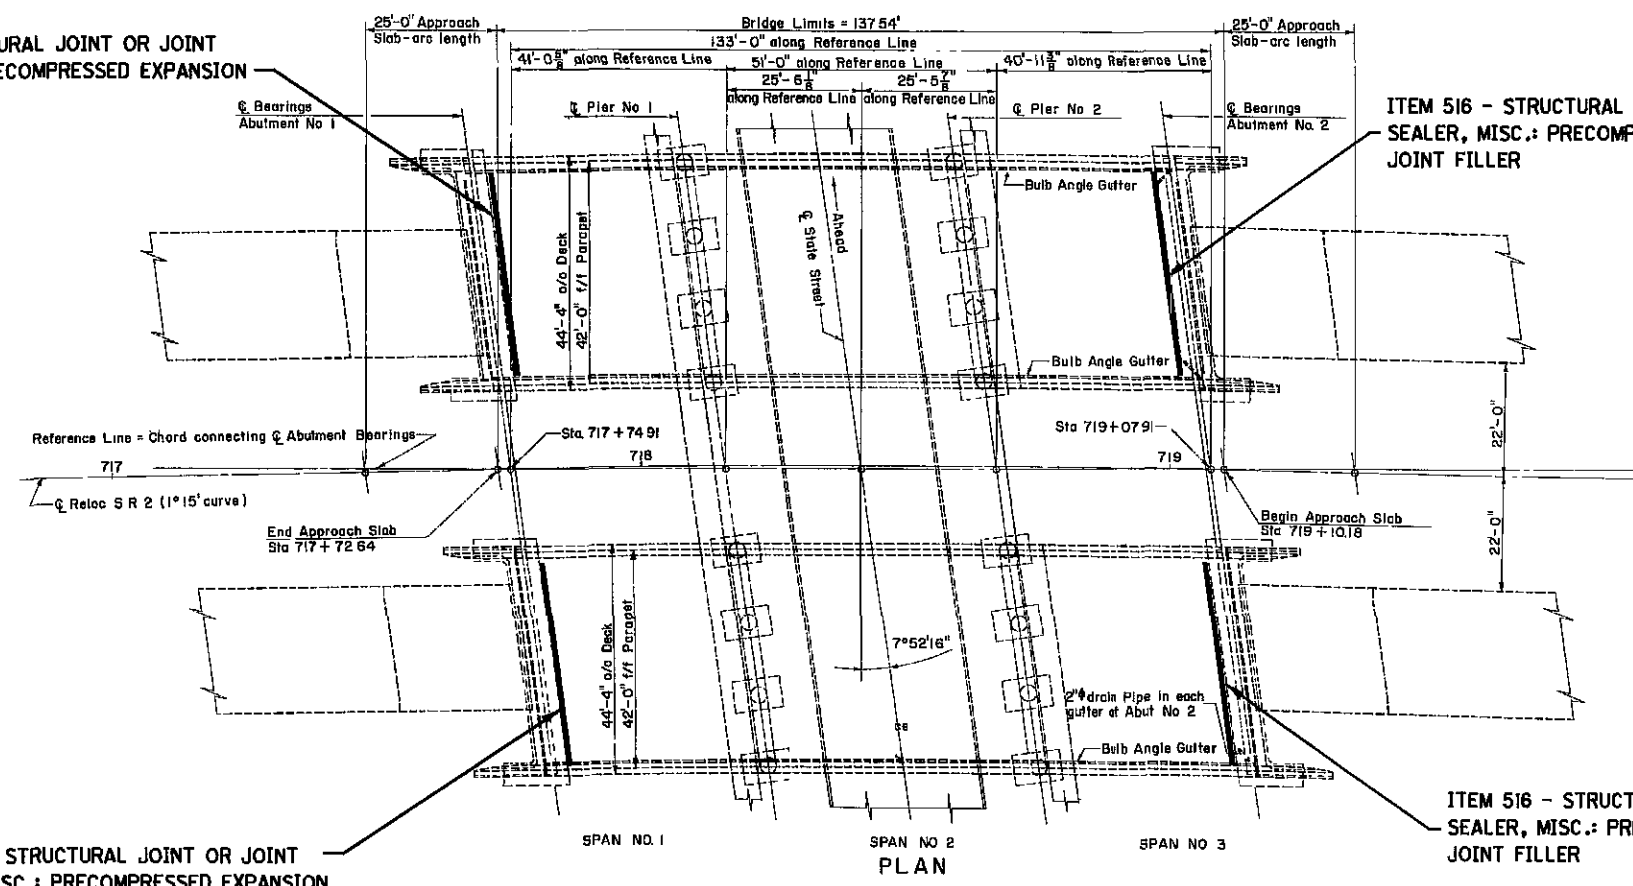 25'-0" Approach
Slab-arc length
Bridge Limits = 137 54'
25'-0" Approach
Slab-arc length
133'-0" along Reference Line
41'-0 5/8" along Reference Line
51'-0" along Reference Line
40'-11 3/8" along Reference Line
25'-6 1/8"
along Reference Line
25'-5 7/8"
along Reference Line
URAL JOINT OR JOINT
ECOMPRESSED EXPANSION
℄ Bearings
Abutment No 1
℄ Pier No 1
℄ Pier No 2
℄ Bearings
Abutment No. 2
ITEM 516 - STRUCTURAL
SEALER, MISC.: PRECOMP
JOINT FILLER
Bulb Angle Gutter
Ahead
℄ State Street
44'-4" o/o Deck
42'-0" f/f Parapet
Bulb Angle Gutter
22'-0"
Reference Line = Chord connecting ℄ Abutment Bearings
Sta. 717 + 74 91
Sta 719+07 91
717
718
719
℄ Reloc S R 2 (1°15' curve)
End Approach Slab
Sta 717 + 72 64
Begin Approach Slab
Sta 719 + 10.18
22'-0"
44'-4" o/o Deck
42'-0" f/f Parapet
7°52'16"
2"ϕ drain Pipe in each
gutter at Abut No 2
Bulb Angle Gutter
SPAN NO. 1
SPAN NO 2
SPAN NO 3
PLAN
STRUCTURAL JOINT OR JOINT
SC.: PRECOMPRESSED EXPANSION
ITEM 516 - STRUCT
SEALER, MISC.: PR
JOINT FILLER